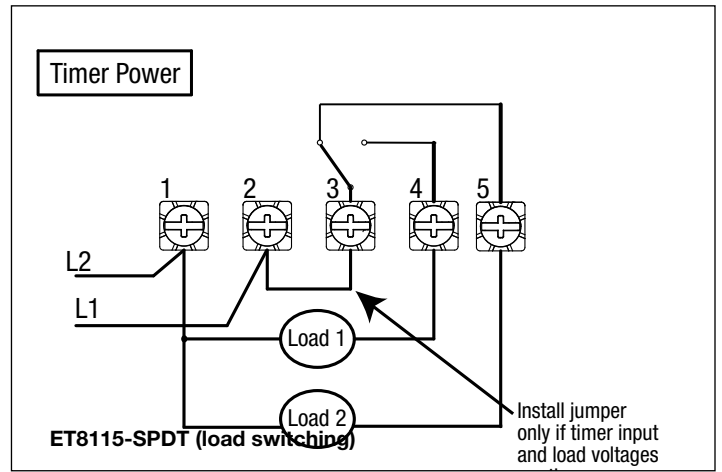 Timer Power
1 2 3 4 5
L2
L1
Load 1
Load 2
Install jumper
only if timer input
and load voltages
ET8115-SPDT (load switching)